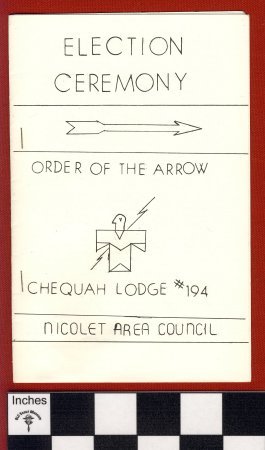 ELECTION
CEREMONY
ORDER OF THE ARROW
CHEQUAH LODGE #194
NICOLET AREA COUNCIL
Inches